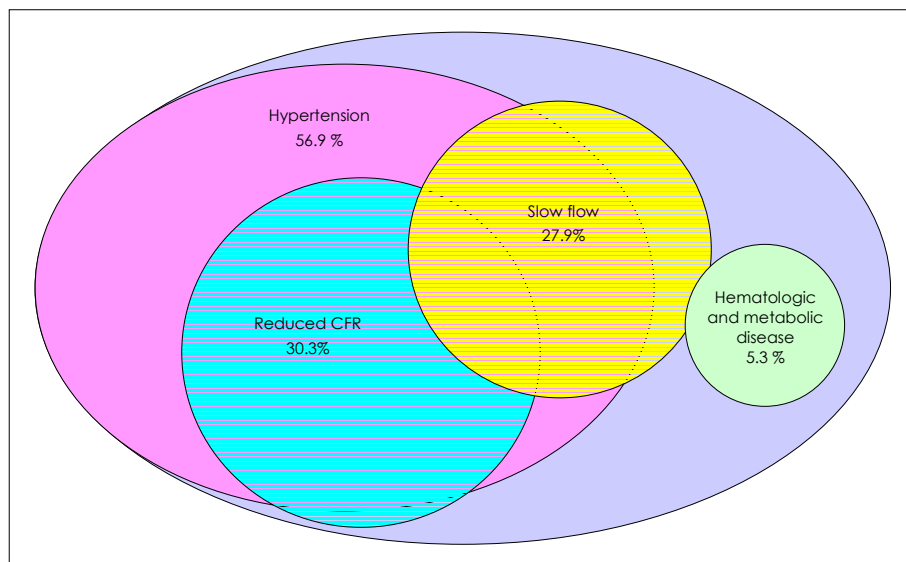 Hypertension
56.9 %
Slow flow
27.9%
Reduced CFR
30.3%
Hematologic
and metabolic
disease
5.3 %